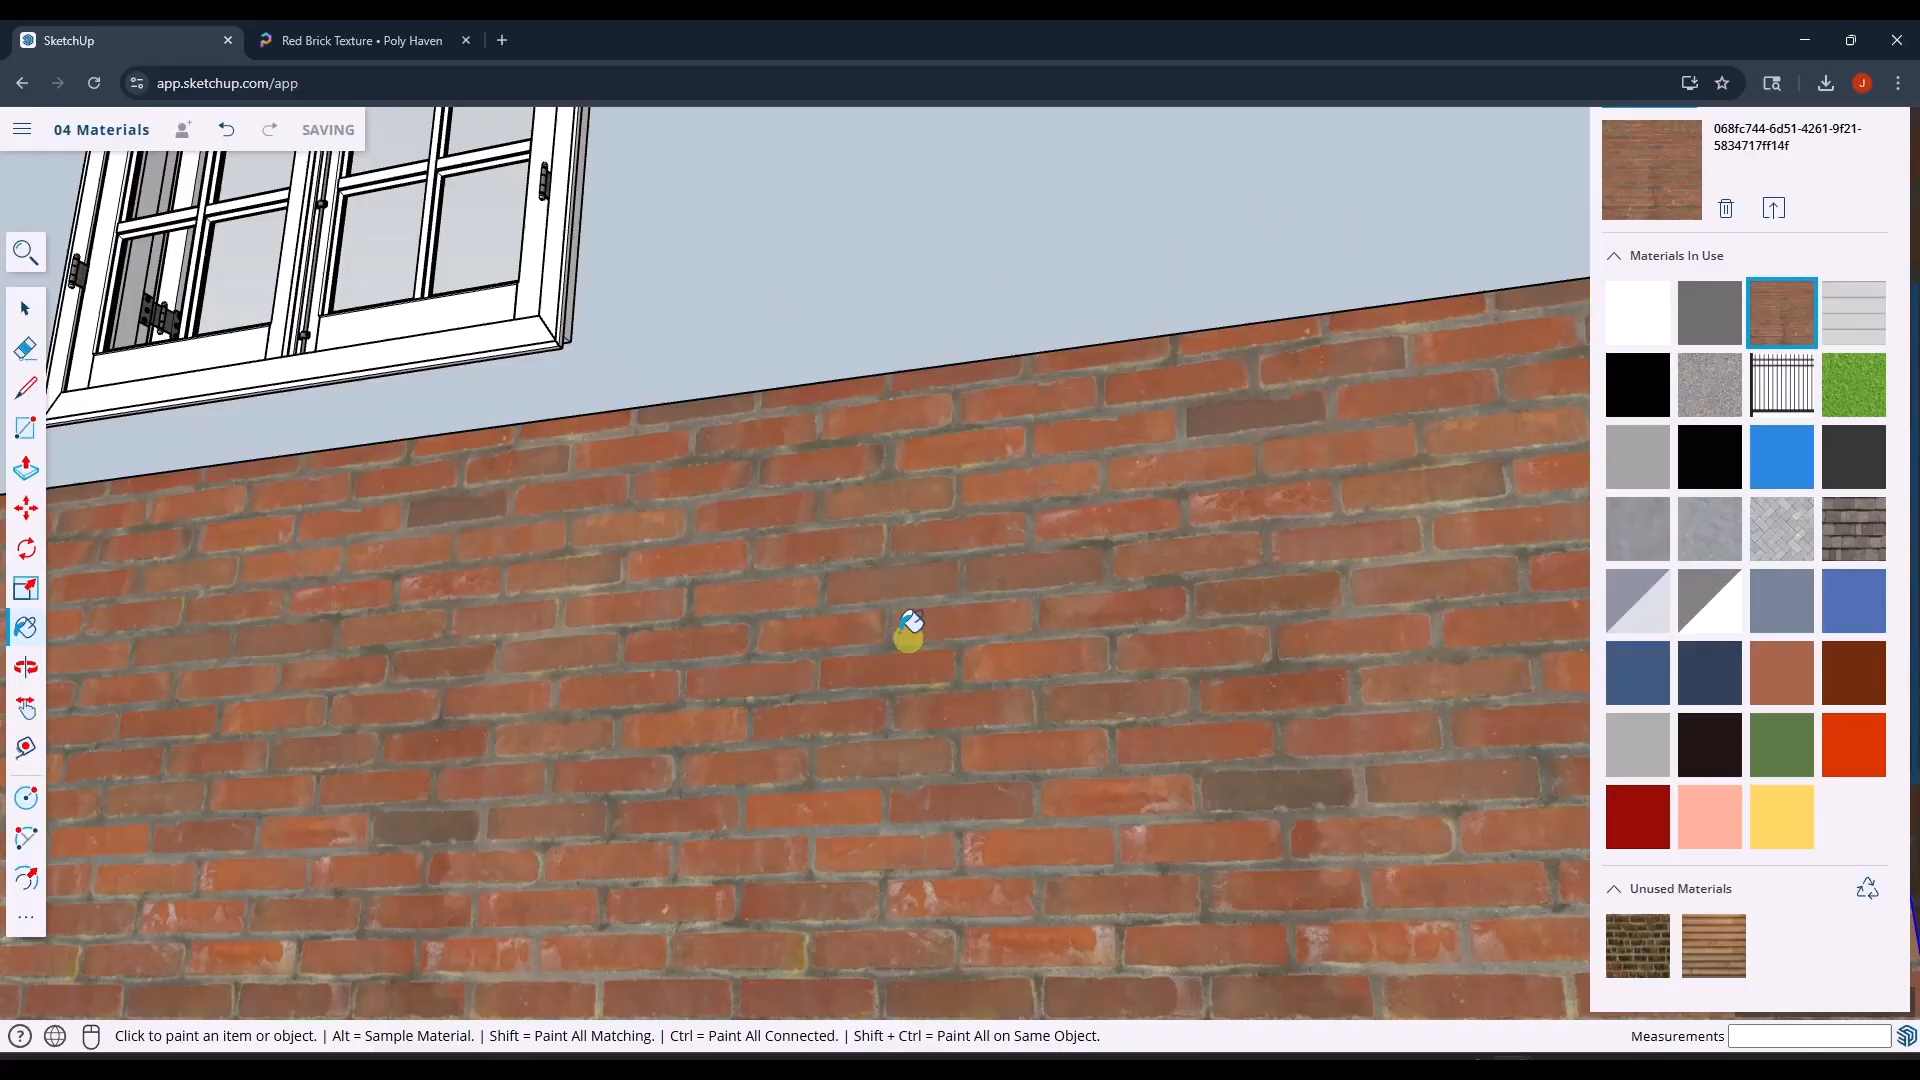 SketchUp
Red Brick Texture • Poly Haven
app.sketchup.com/app
J
04 Materials
SAVING
068fc744-6d51-4261-9f21-
5834717ff14f
Materials In Use
Unused Materials
Click to paint an item or object. | Alt = Sample Material. | Shift = Paint All Matching. | Ctrl = Paint All Connected. | Shift + Ctrl = Paint All on Same Object.
Measurements